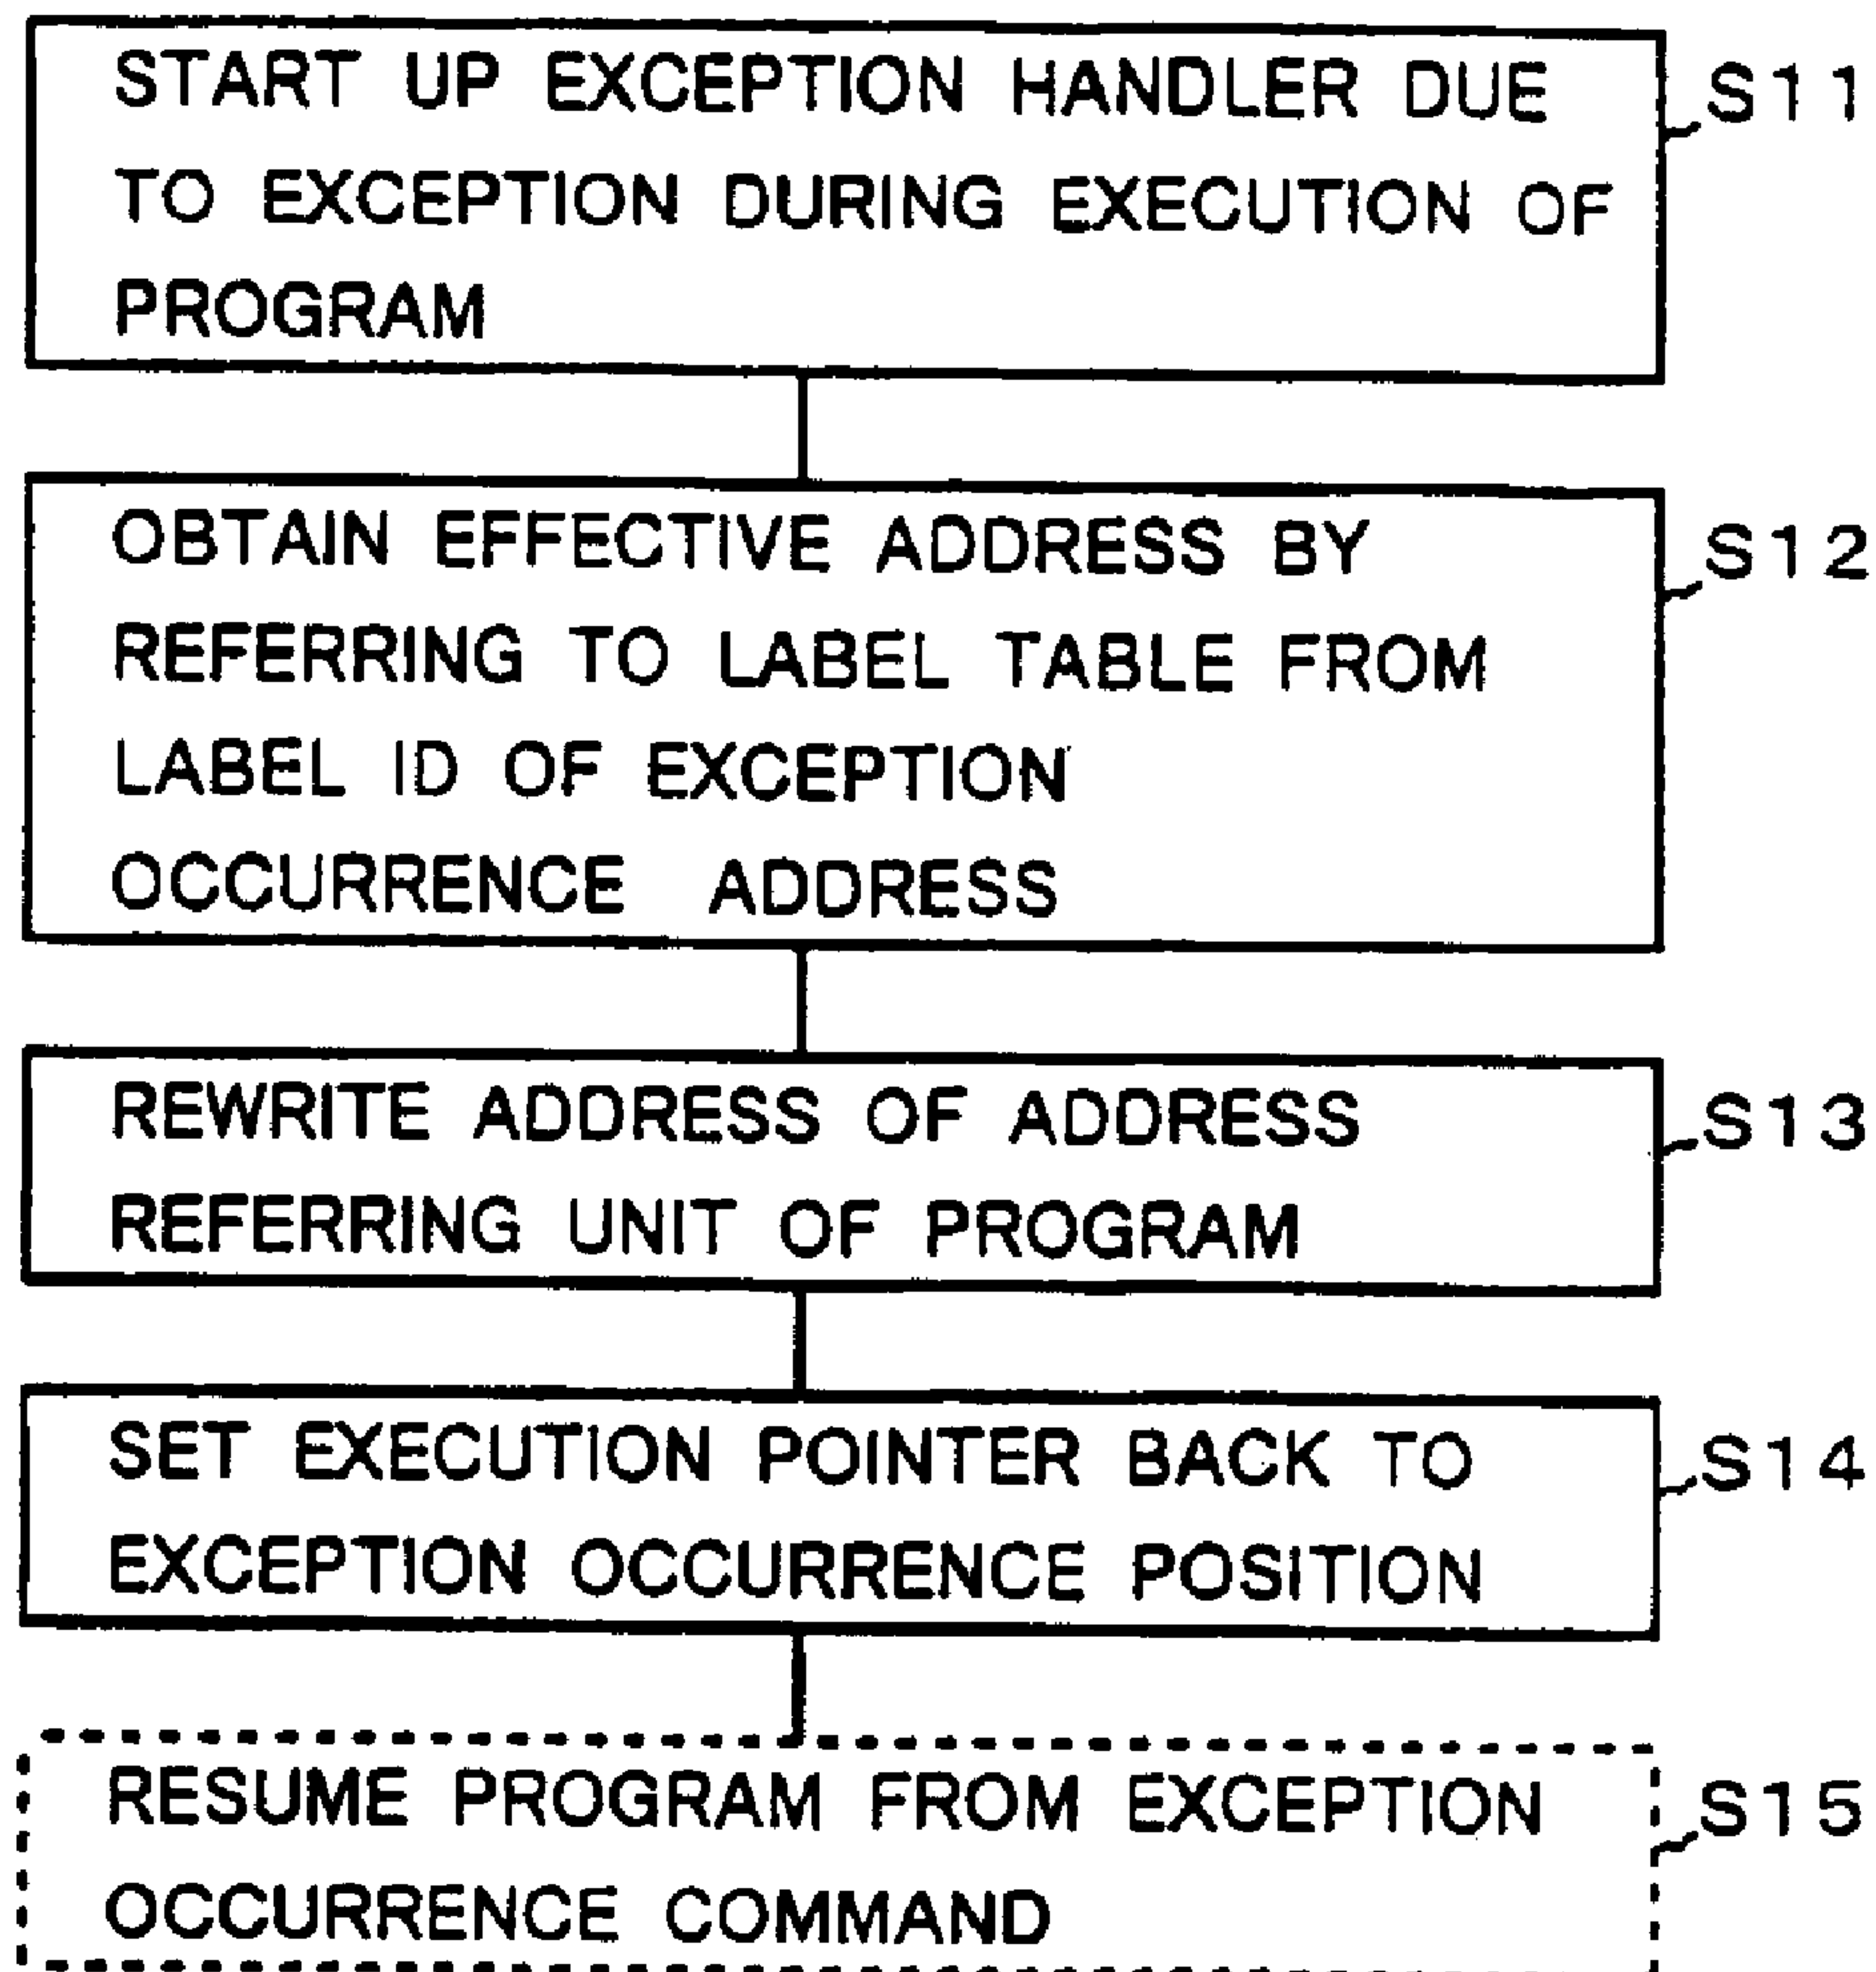 START UP EXCEPTION HANDLER DUE
TO EXCEPTION DURING EXECUTION OF
PROGRAM
S11
OBTAIN EFFECTIVE ADDRESS BY
REFERRING TO LABEL TABLE FROM
LABEL ID OF EXCEPTION
OCCURRENCE ADDRESS
S12
REWRITE ADDRESS OF ADDRESS
REFERRING UNIT OF PROGRAM
S13
SET EXECUTION POINTER BACK TO
EXCEPTION OCCURRENCE POSITION
S14
RESUME PROGRAM FROM EXCEPTION
OCCURRENCE COMMAND
S15